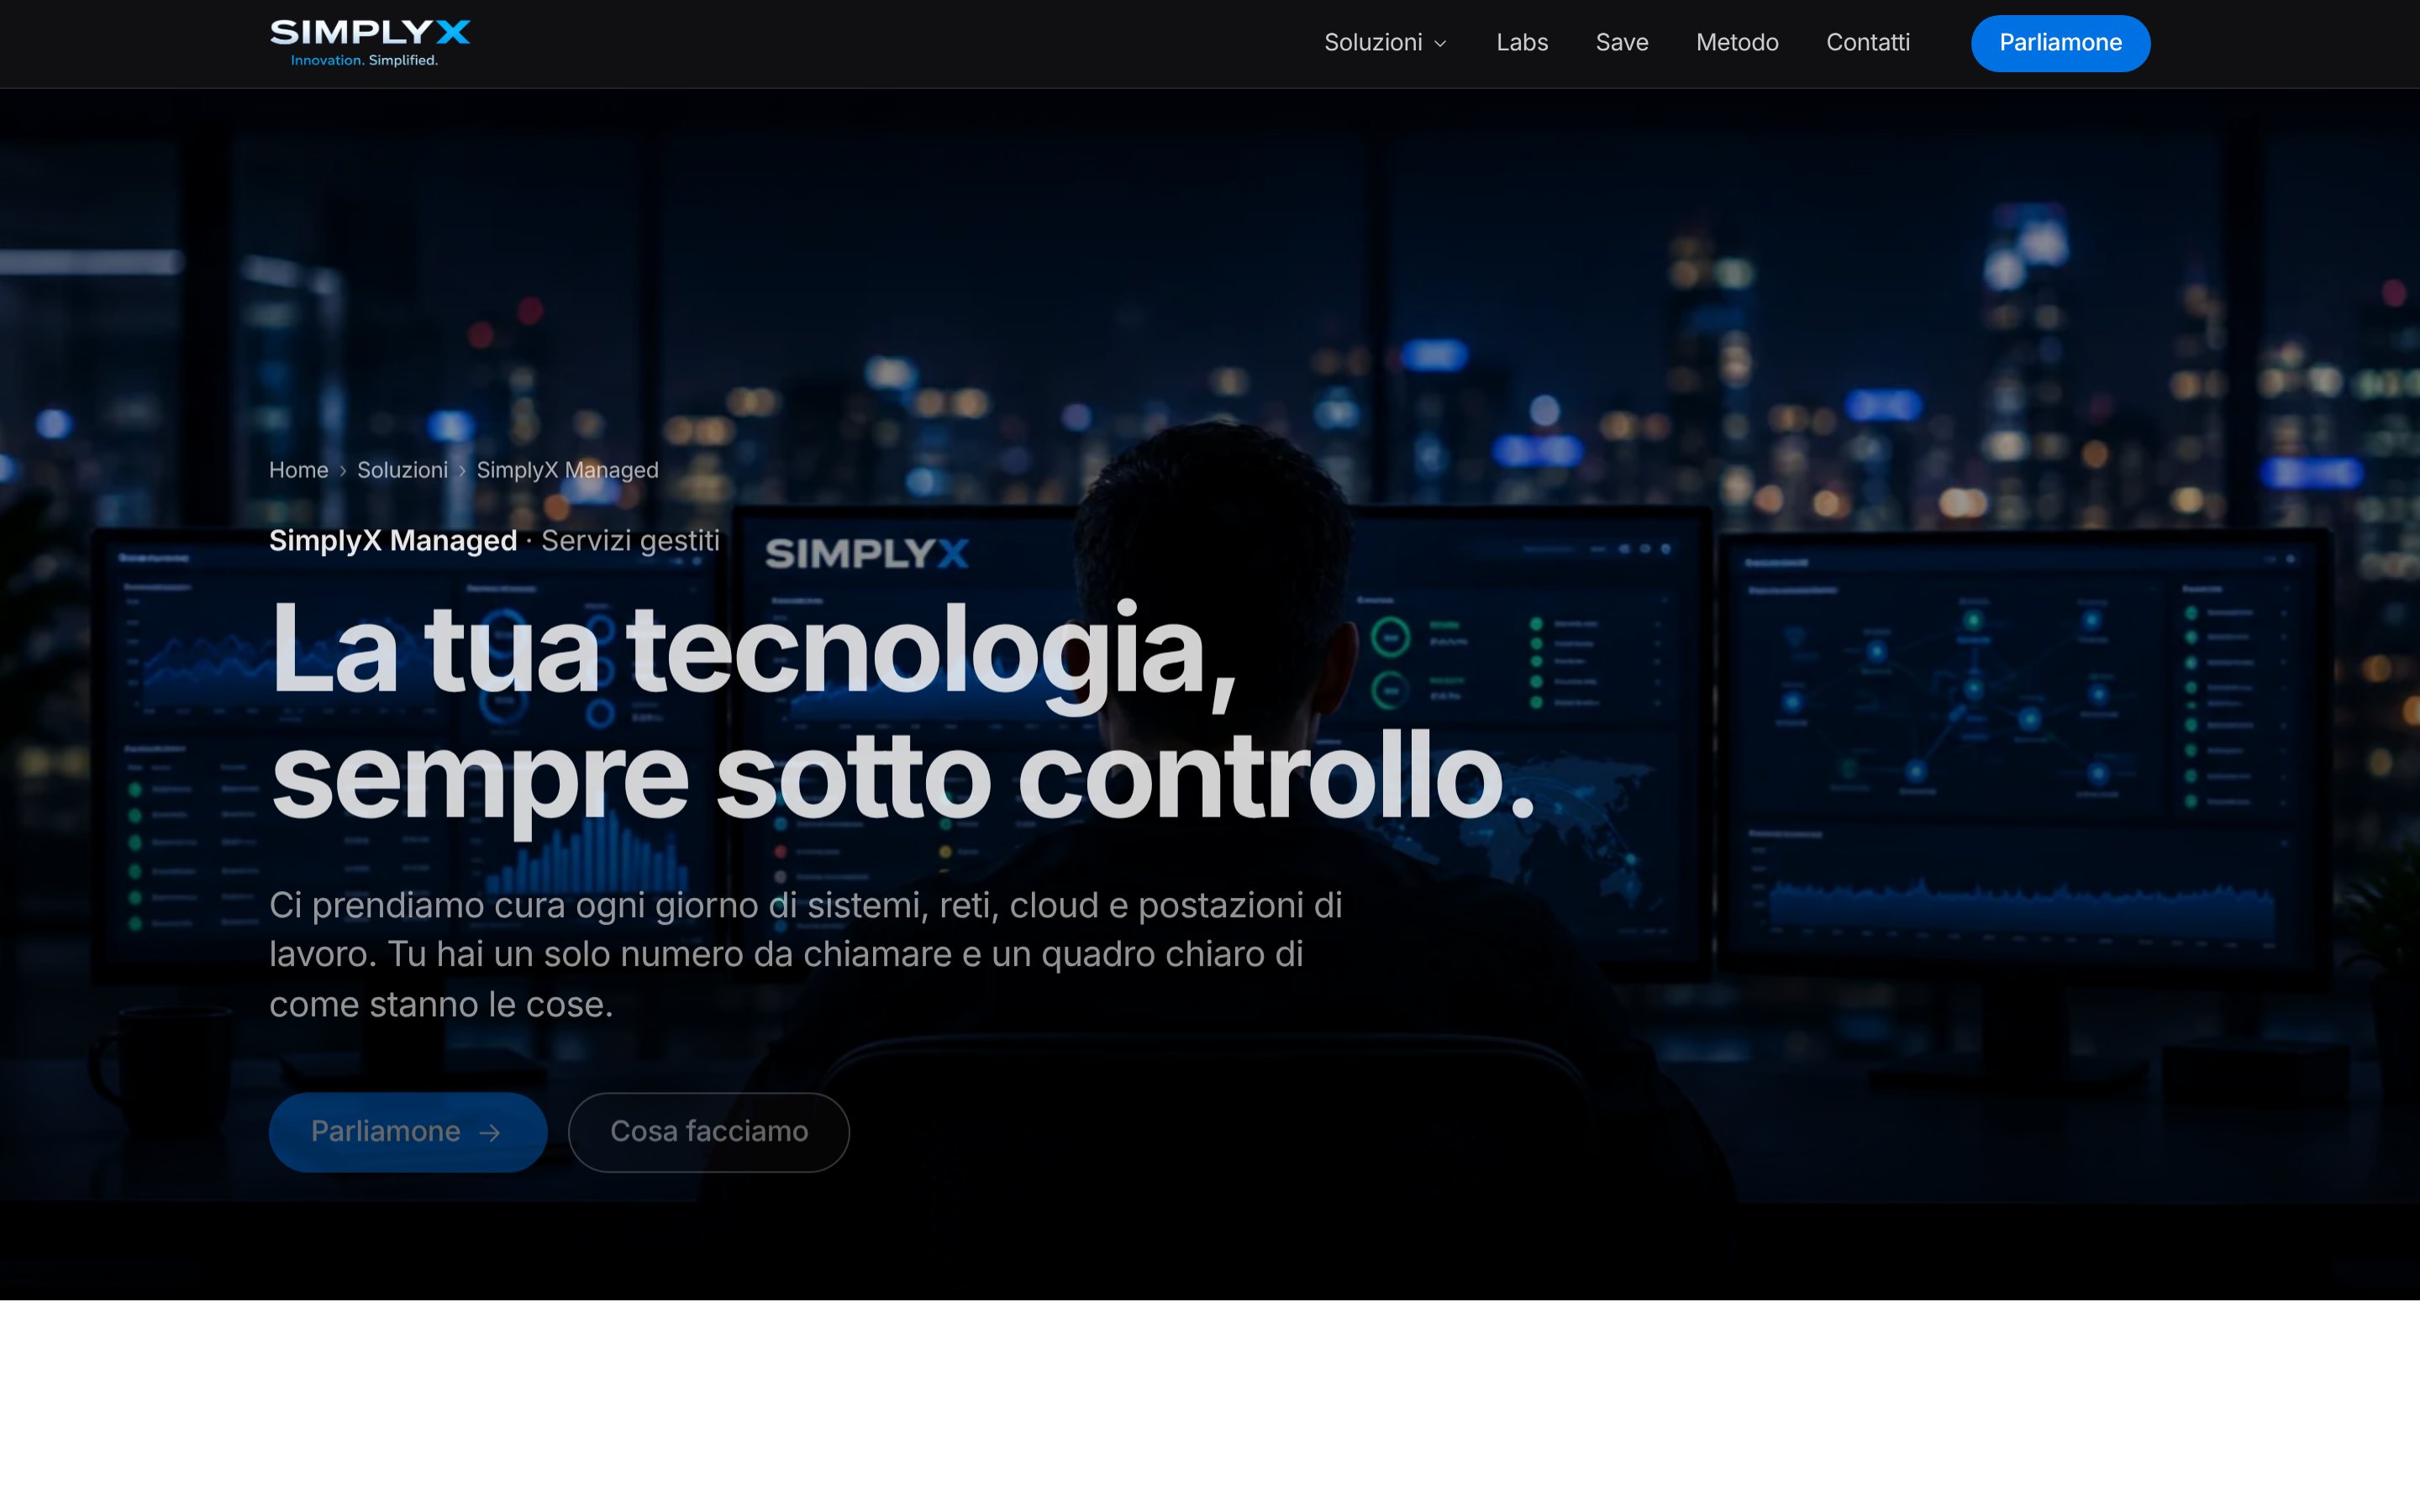 SIMPLYX
Innovation. Simplified.
Soluzioni
Labs
Save
Metodo
Contatti
Parliamone
Home › Soluzioni › SimplyX Managed
SimplyX Managed · Servizi gestiti
SIMPLYX
La tua tecnologia,
sempre sotto controllo.
Ci prendiamo cura ogni giorno di sistemi, reti, cloud e postazioni di
lavoro. Tu hai un solo numero da chiamare e un quadro chiaro di
come stanno le cose.
Parliamone →
Cosa facciamo